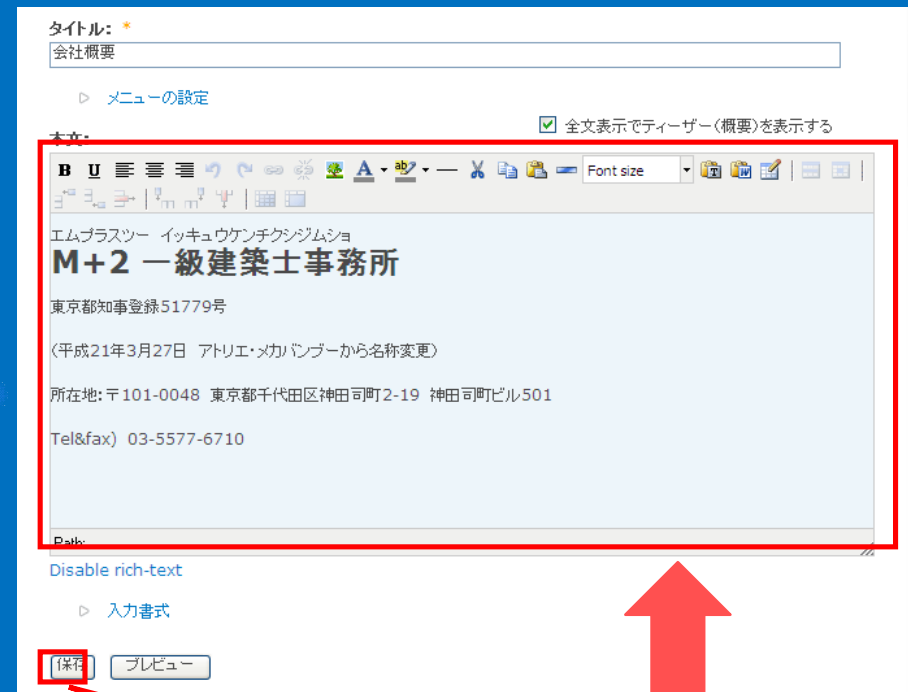 タイトル: *
会社概要
メニューの設定
全文表示でティーザー(概要)を表示する
本文:
B U A ab Font size T W
エムプラスツー イッキュウケンチクシジムショ
M+2 一級建築士事務所
東京都知事登録51779号
(平成21年3月27日 アトリエ・メカバンブーから名称変更)
所在地:〒101-0048 東京都千代田区神田司町2-19 神田司町ビル501
Tel&fax) 03-5577-6710
Path:
Disable rich-text
入力書式
保存 プレビュー